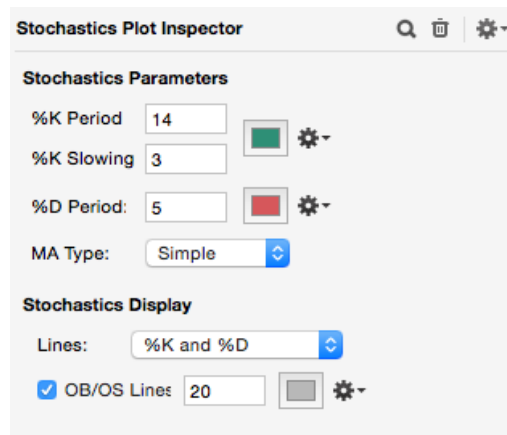 Stochastics Plot Inspector
Stochastics Parameters
%K Period 14
%K Slowing 3
%D Period: 5
MA Type: Simple
Stochastics Display
Lines: %K and %D
OB/OS Lines 20